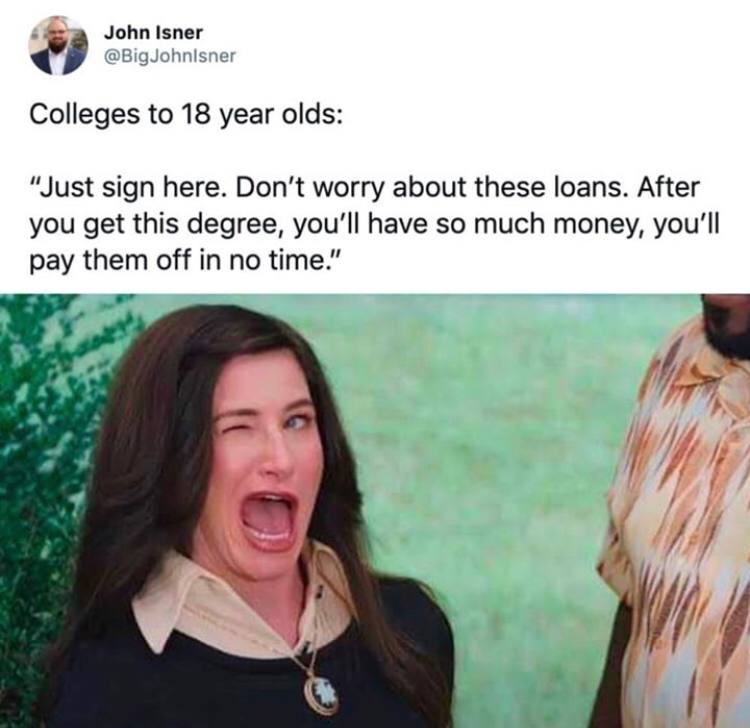 John Isner
@BigJohnIsner
Colleges to 18 year olds:
“Just sign here. Don’t worry about these loans. After
you get this degree, you’ll have so much money, you’ll
pay them off in no time.”